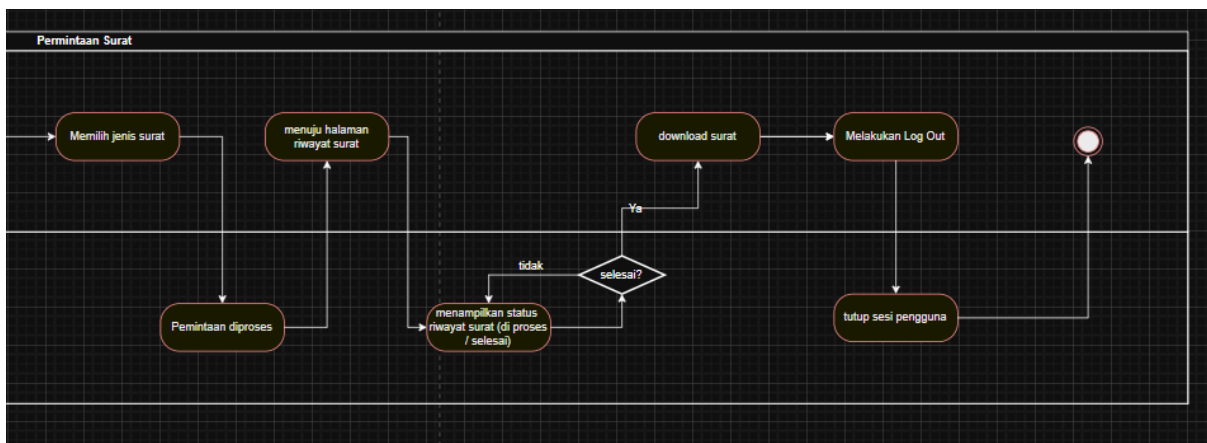 Permintaan Surat
Memilih jenis surat
menuju halaman
riwayat surat
download surat
Melakukan Log Out
Ya
tidak
selesai?
Pemintaan diproses
menampilkan status
riwayat surat (di proses
/ selesai)
tutup sesi pengguna